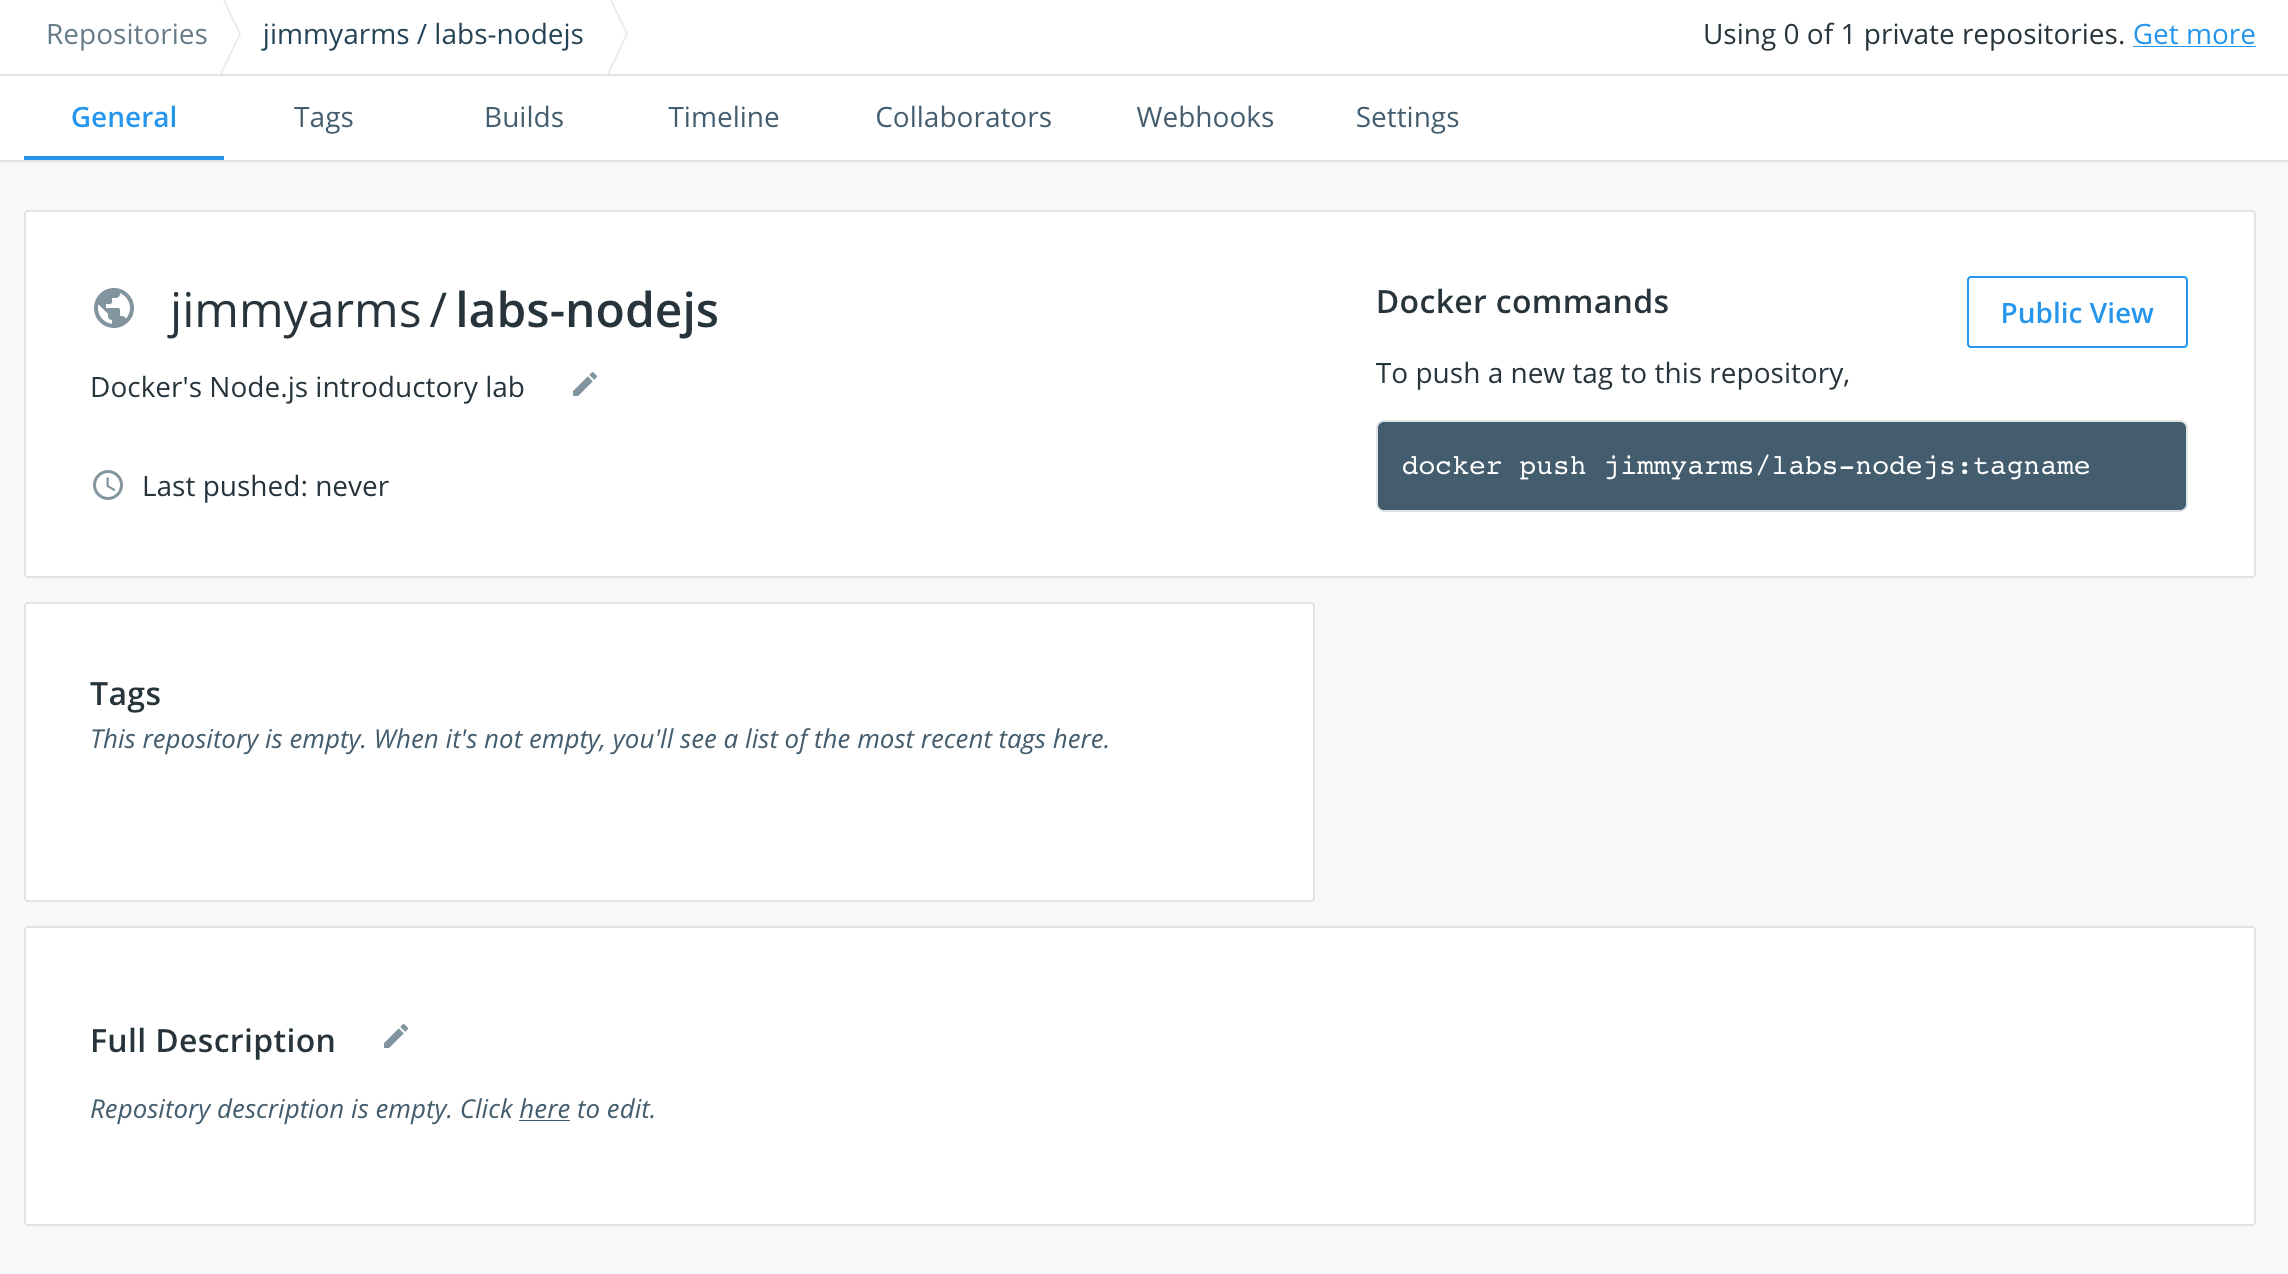 Repositories
jimmyarms / labs-nodejs
Using 0 of 1 private repositories. Get more
General
Tags
Builds
Timeline
Collaborators
Webhooks
Settings
jimmyarms / labs-nodejs
Docker's Node.js introductory lab
Last pushed: never
Docker commands
Public View
To push a new tag to this repository,
docker push jimmyarms/labs-nodejs:tagname
Tags
This repository is empty. When it's not empty, you'll see a list of the most recent tags here.
Full Description
Repository description is empty. Click here to edit.